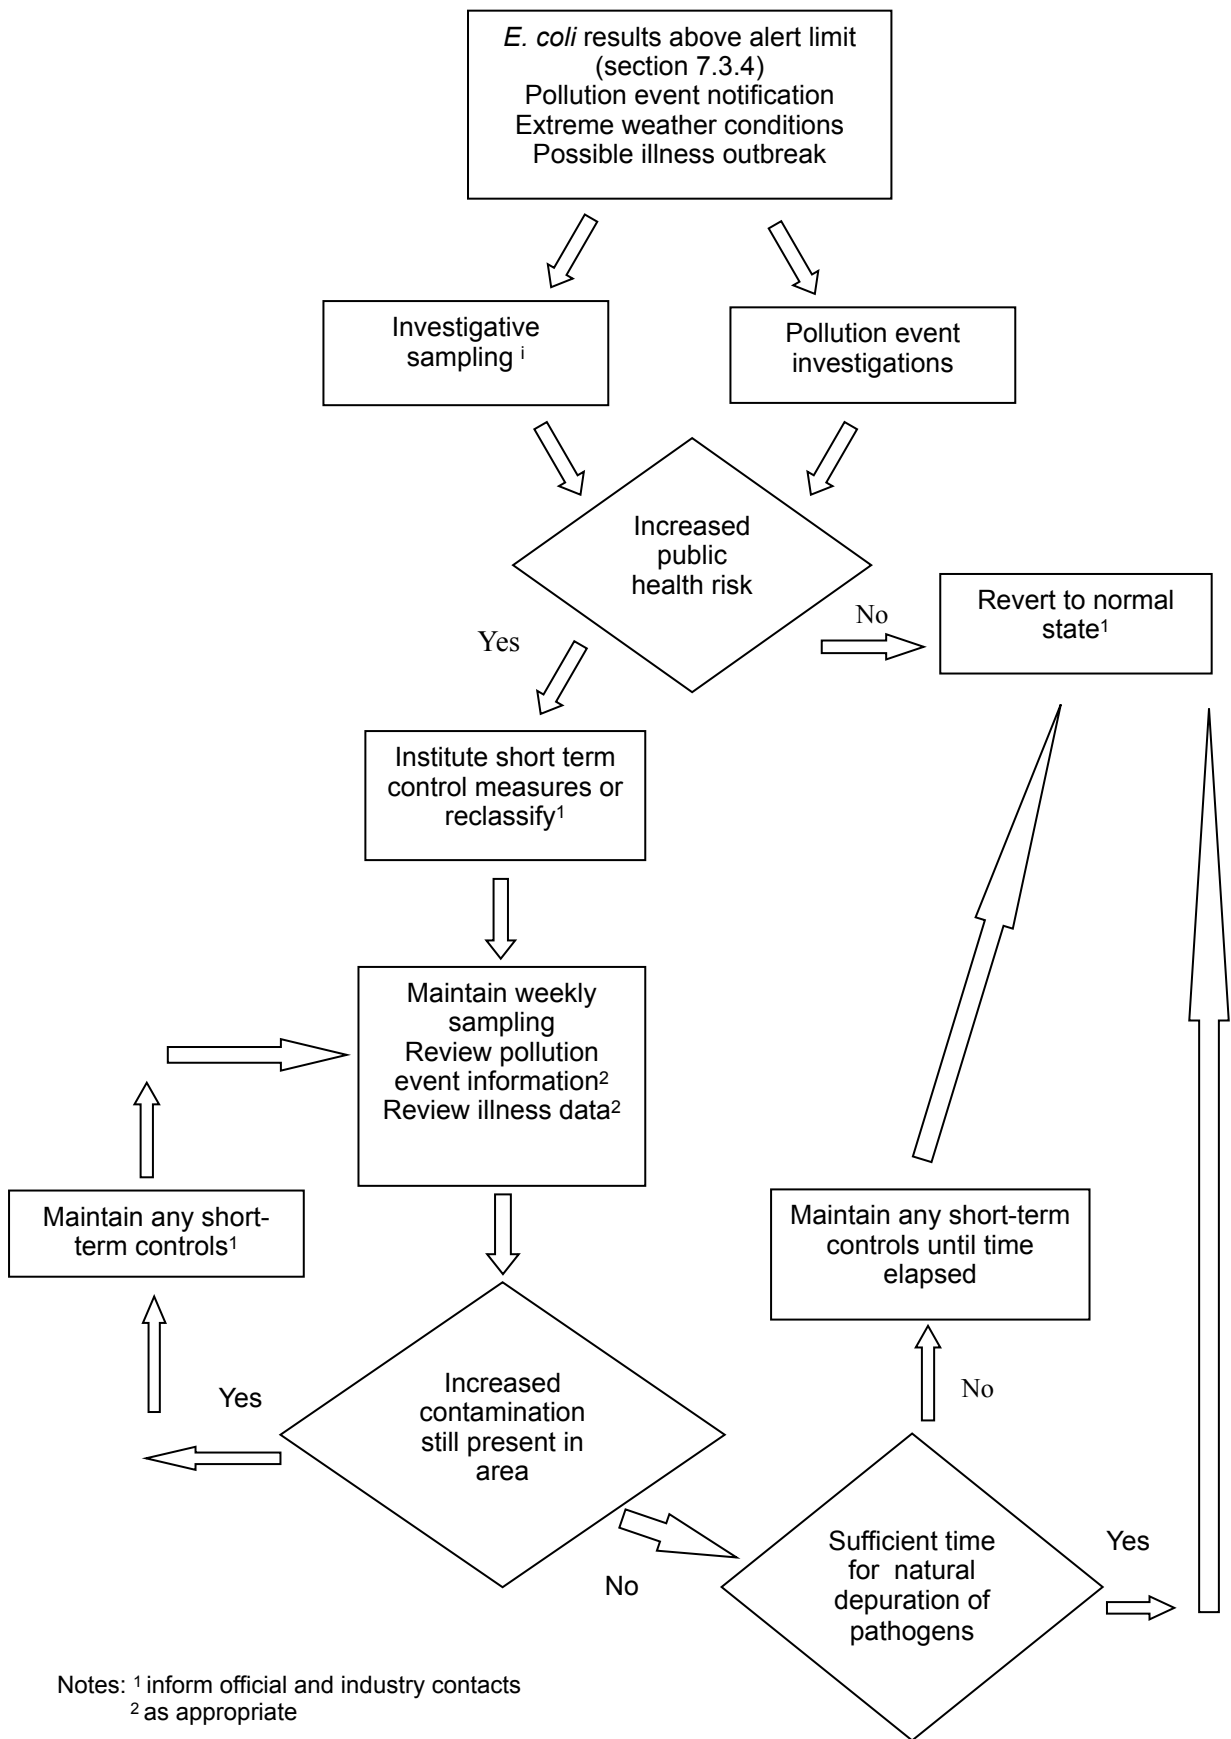 E. coli results above alert limit
(section 7.3.4)
Pollution event notification
Extreme weather conditions
Possible illness outbreak
Investigative
sampling ⁱ
Pollution event
investigations
Increased
public
health risk
No
Revert to normal
state¹
Yes
Institute short term
control measures or
reclassify¹
Maintain weekly
sampling
Review pollution
event information²
Review illness data²
Maintain any short-
term controls¹
Maintain any short-term
controls until time
elapsed
Yes
Increased
contamination
still present in
area
No
No
Sufficient time
for natural
depuration of
pathogens
Yes
Notes: ¹ inform official and industry contacts
² as appropriate